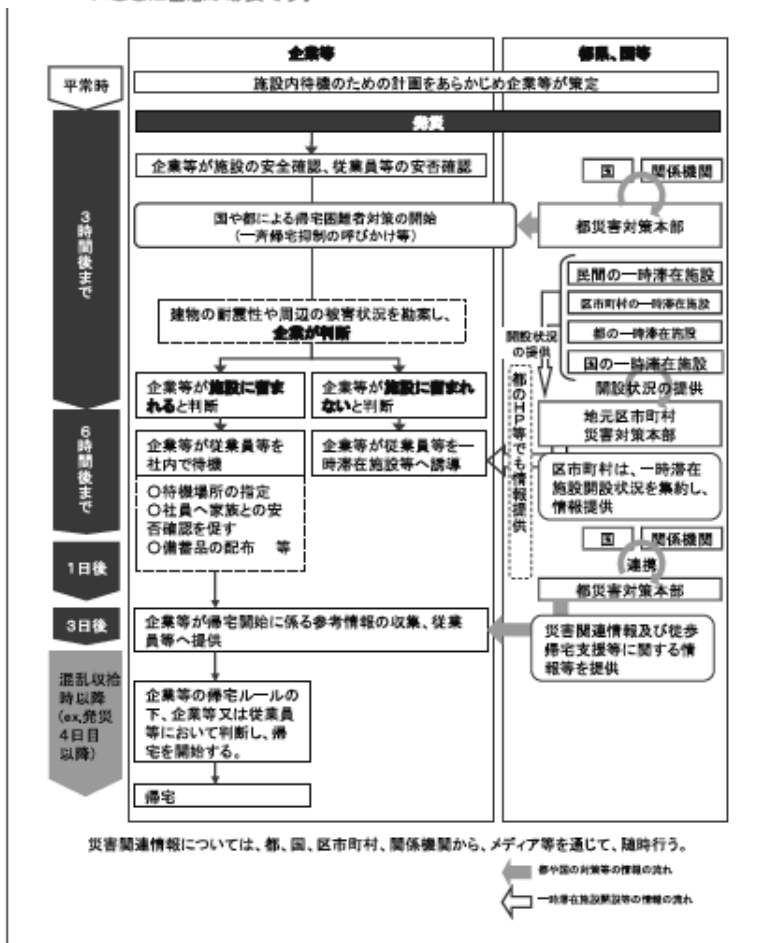 企業等
都県、国等
平常時
施設内待機のための計画をあらかじめ企業等が策定
発災
3時間後まで
企業等が施設の安全確認、従業員等の安否確認
国
関係機関
国や都による帰宅困難者対策の開始
(一斉帰宅抑制の呼びかけ等)
都災害対策本部
民間の一時滞在施設
区市町村の一時滞在施設
都の一時滞在施設
国の一時滞在施設
建物の耐震性や周辺の被害状況を勘案し、
企業が判断
開設状況
の提供
開設状況の提供
企業等が施設に留ま
れると判断
企業等が施設に留まれ
ないと判断
都のHP等でも情報提供
地元区市町村
災害対策本部
6時間後まで
企業等が従業員等を
社内で待機
企業等が従業員等を一
時滞在施設等へ誘導
○待機場所の指定
○社員へ家族との安
否確認を促す
○備蓄品の配布 等
区市町村は、一時滞在
施設開設状況を集約し、
情報提供
国
関係機関
連携
1日後
都災害対策本部
3日後
企業等が帰宅開始に係る参考情報の収集、従業
員等へ提供
災害関連情報及び徒歩
帰宅支援等に関する情
報等を提供
混乱収拾
時以降
(ex,発災
4日目
以降)
企業等の帰宅ルールの
下、企業等又は従業員
等において判断し、帰
宅を開始する。
帰宅
災害関連情報については、都、国、区市町村、関係機関から、メディア等を通じて、随時行う。
都や国の対策等の情報の流れ
一時滞在施設開設等の情報の流れ